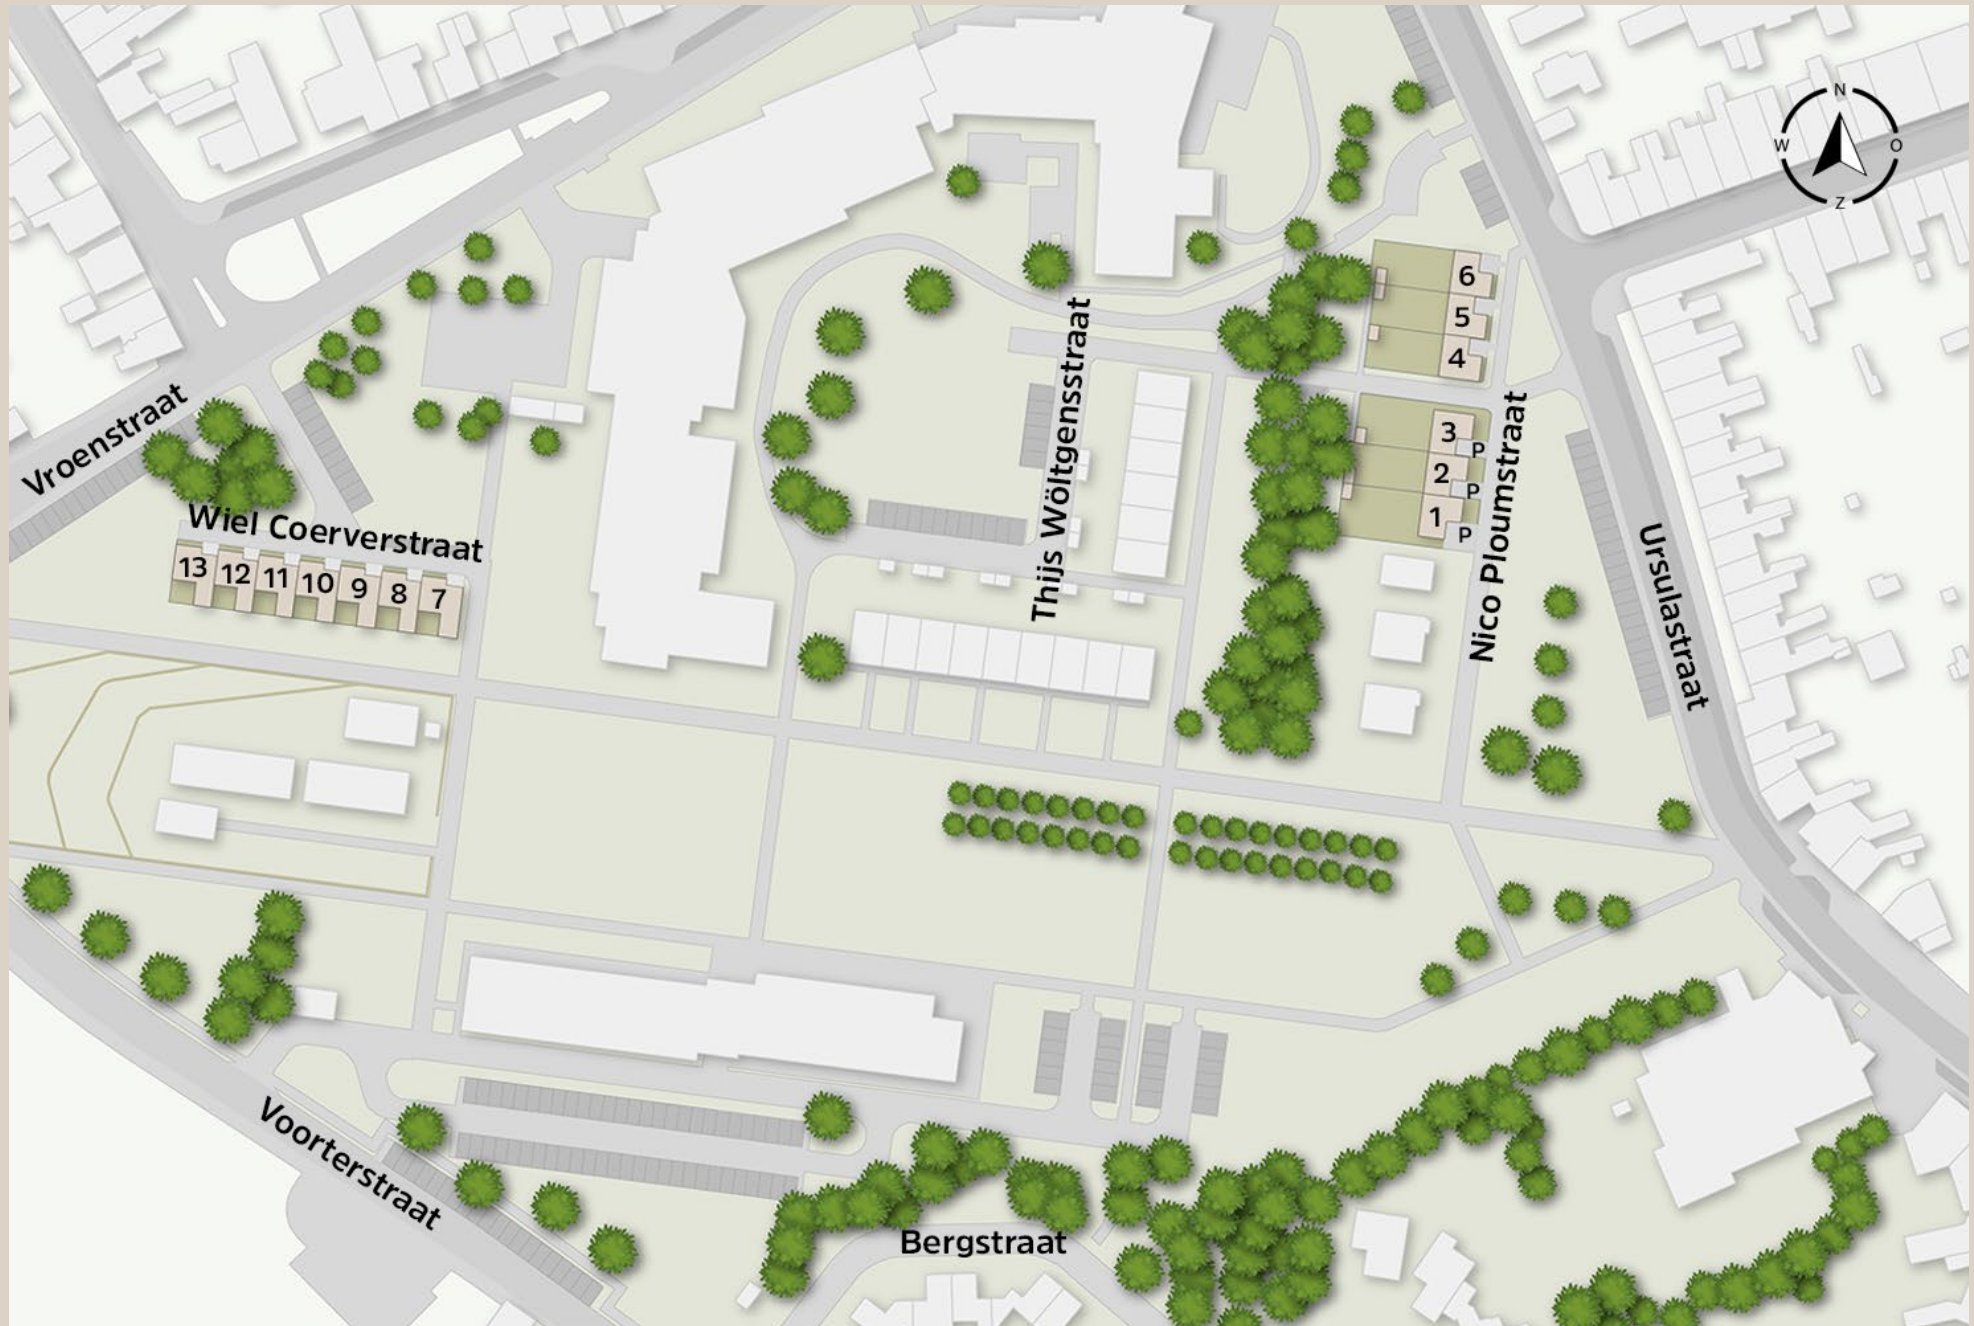 N
W
O
Z
6
5
4
3
P
2
P
1
P
Vroenstraat
Wiel Coerverstraat
13 12 11 10 9 8 7
Thijs Wöltgensstraat
Nico Ploumstraat
Ursulastraat
Voorterstraat
Bergstraat